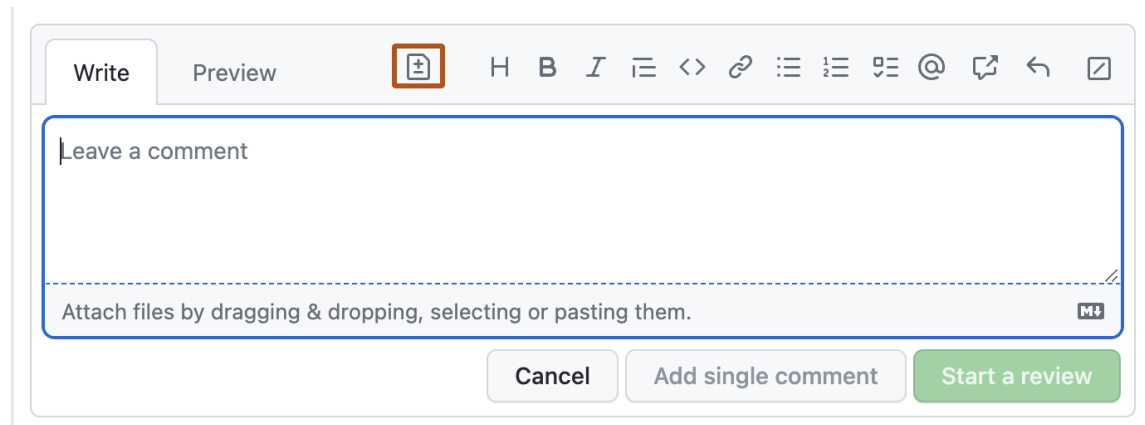 Write Preview H B I <> @
Leave a comment
Attach files by dragging & dropping, selecting or pasting them.
M↓
Cancel Add single comment Start a review